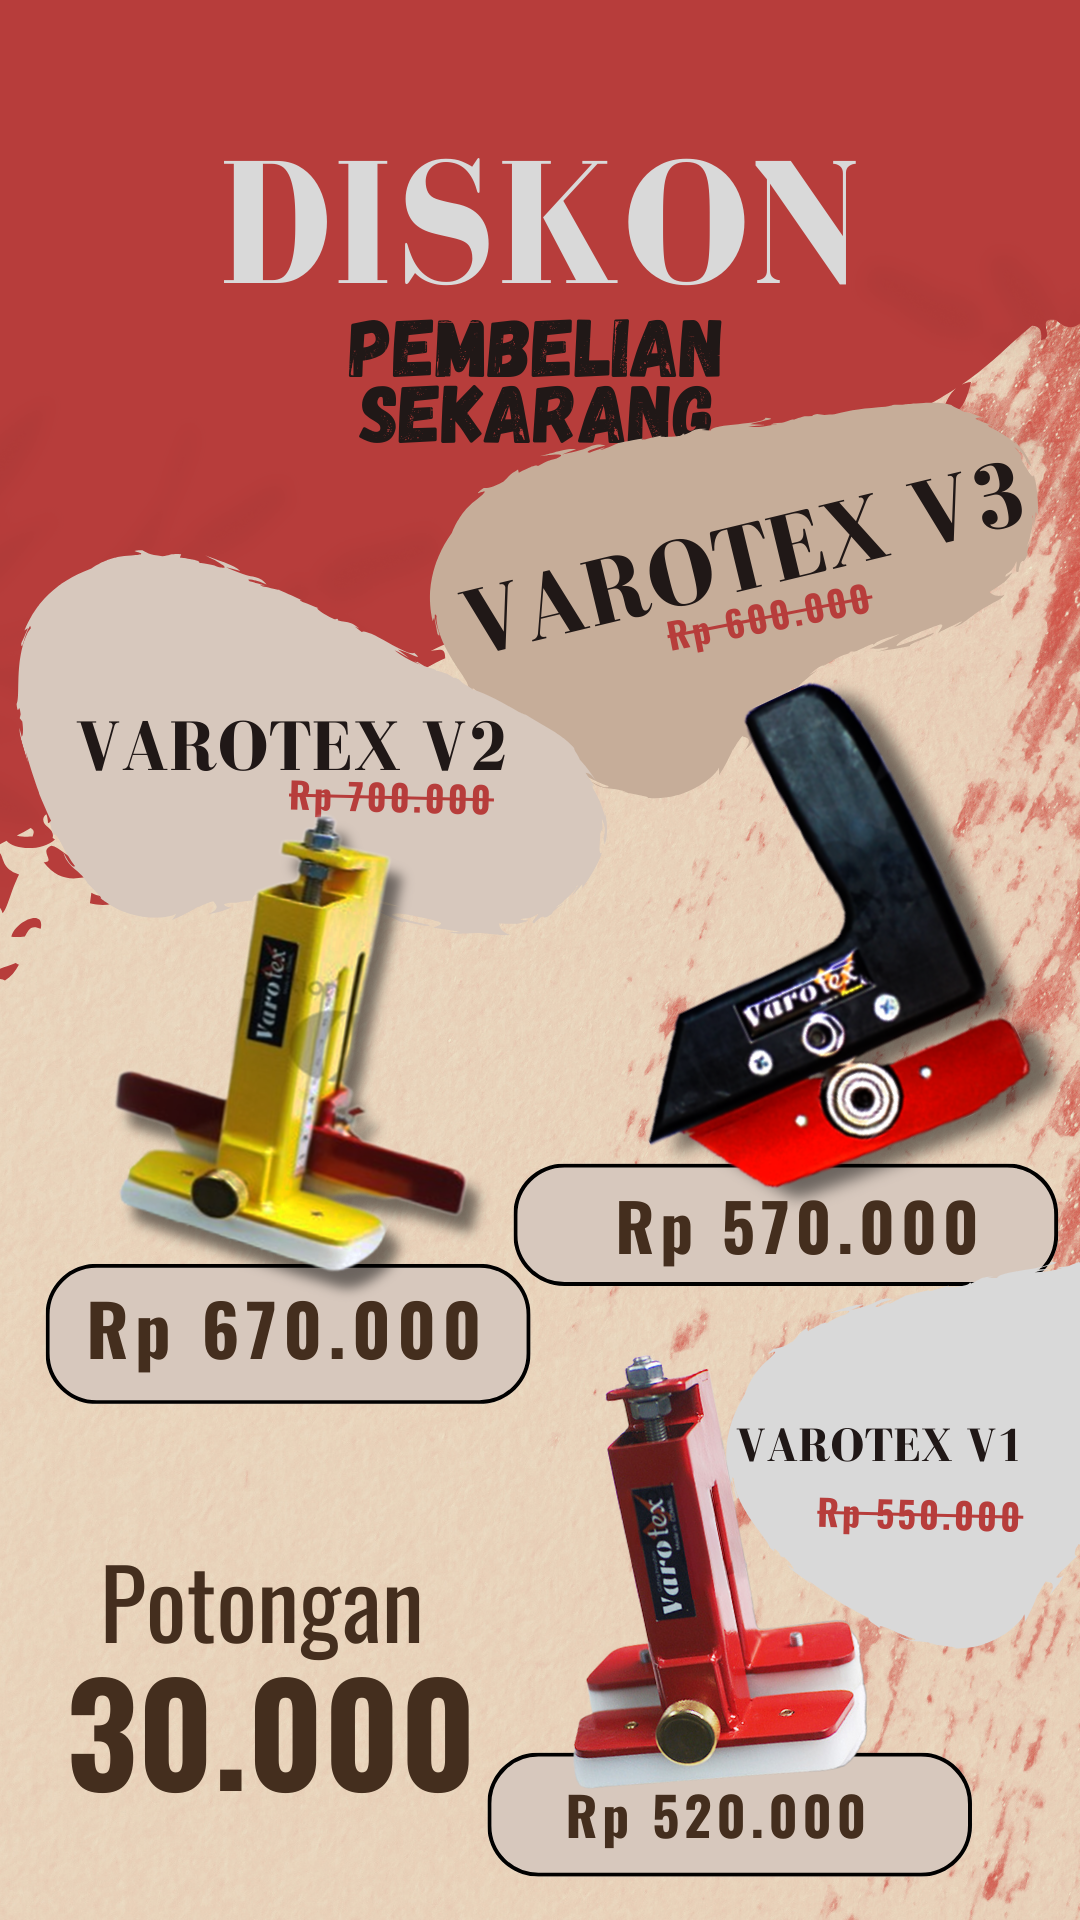 DISKON
PEMBELIAN
SEKARANG
VAROTEX V3
Rp 600.000
VAROTEX V2
Rp 700.000
Varotex
Varotex
Rp 570.000
Rp 670.000
VAROTEX V1
Rp 550.000
Varotex
Potongan
30.000
Rp 520.000